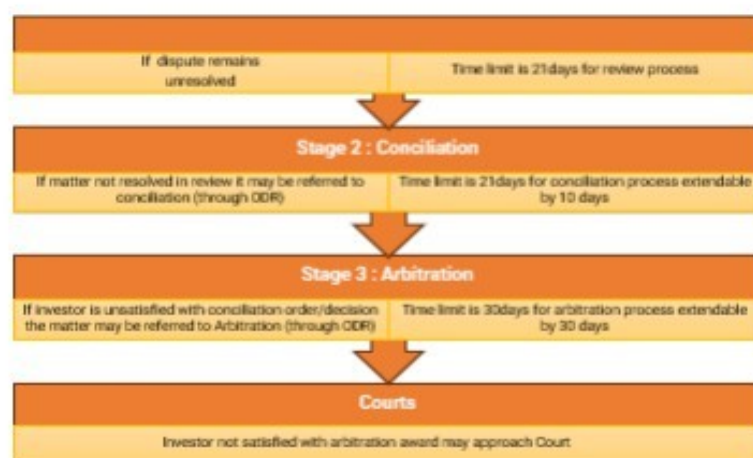 If dispute remains
unresolved
Time limit is 21days for review process
Stage 2 : Conciliation
If matter not resolved in review it may be referred to
conciliation (through ODR)
Time limit is 21days for conciliation process extendable
by 10 days
Stage 3 : Arbitration
If investor is unsatisfied with conciliation order/decision
the matter may be referred to Arbitration (through ODR)
Time limit is 30days for arbitration process extendable
by 30 days
Courts
Investor not satisfied with arbitration award may approach Court